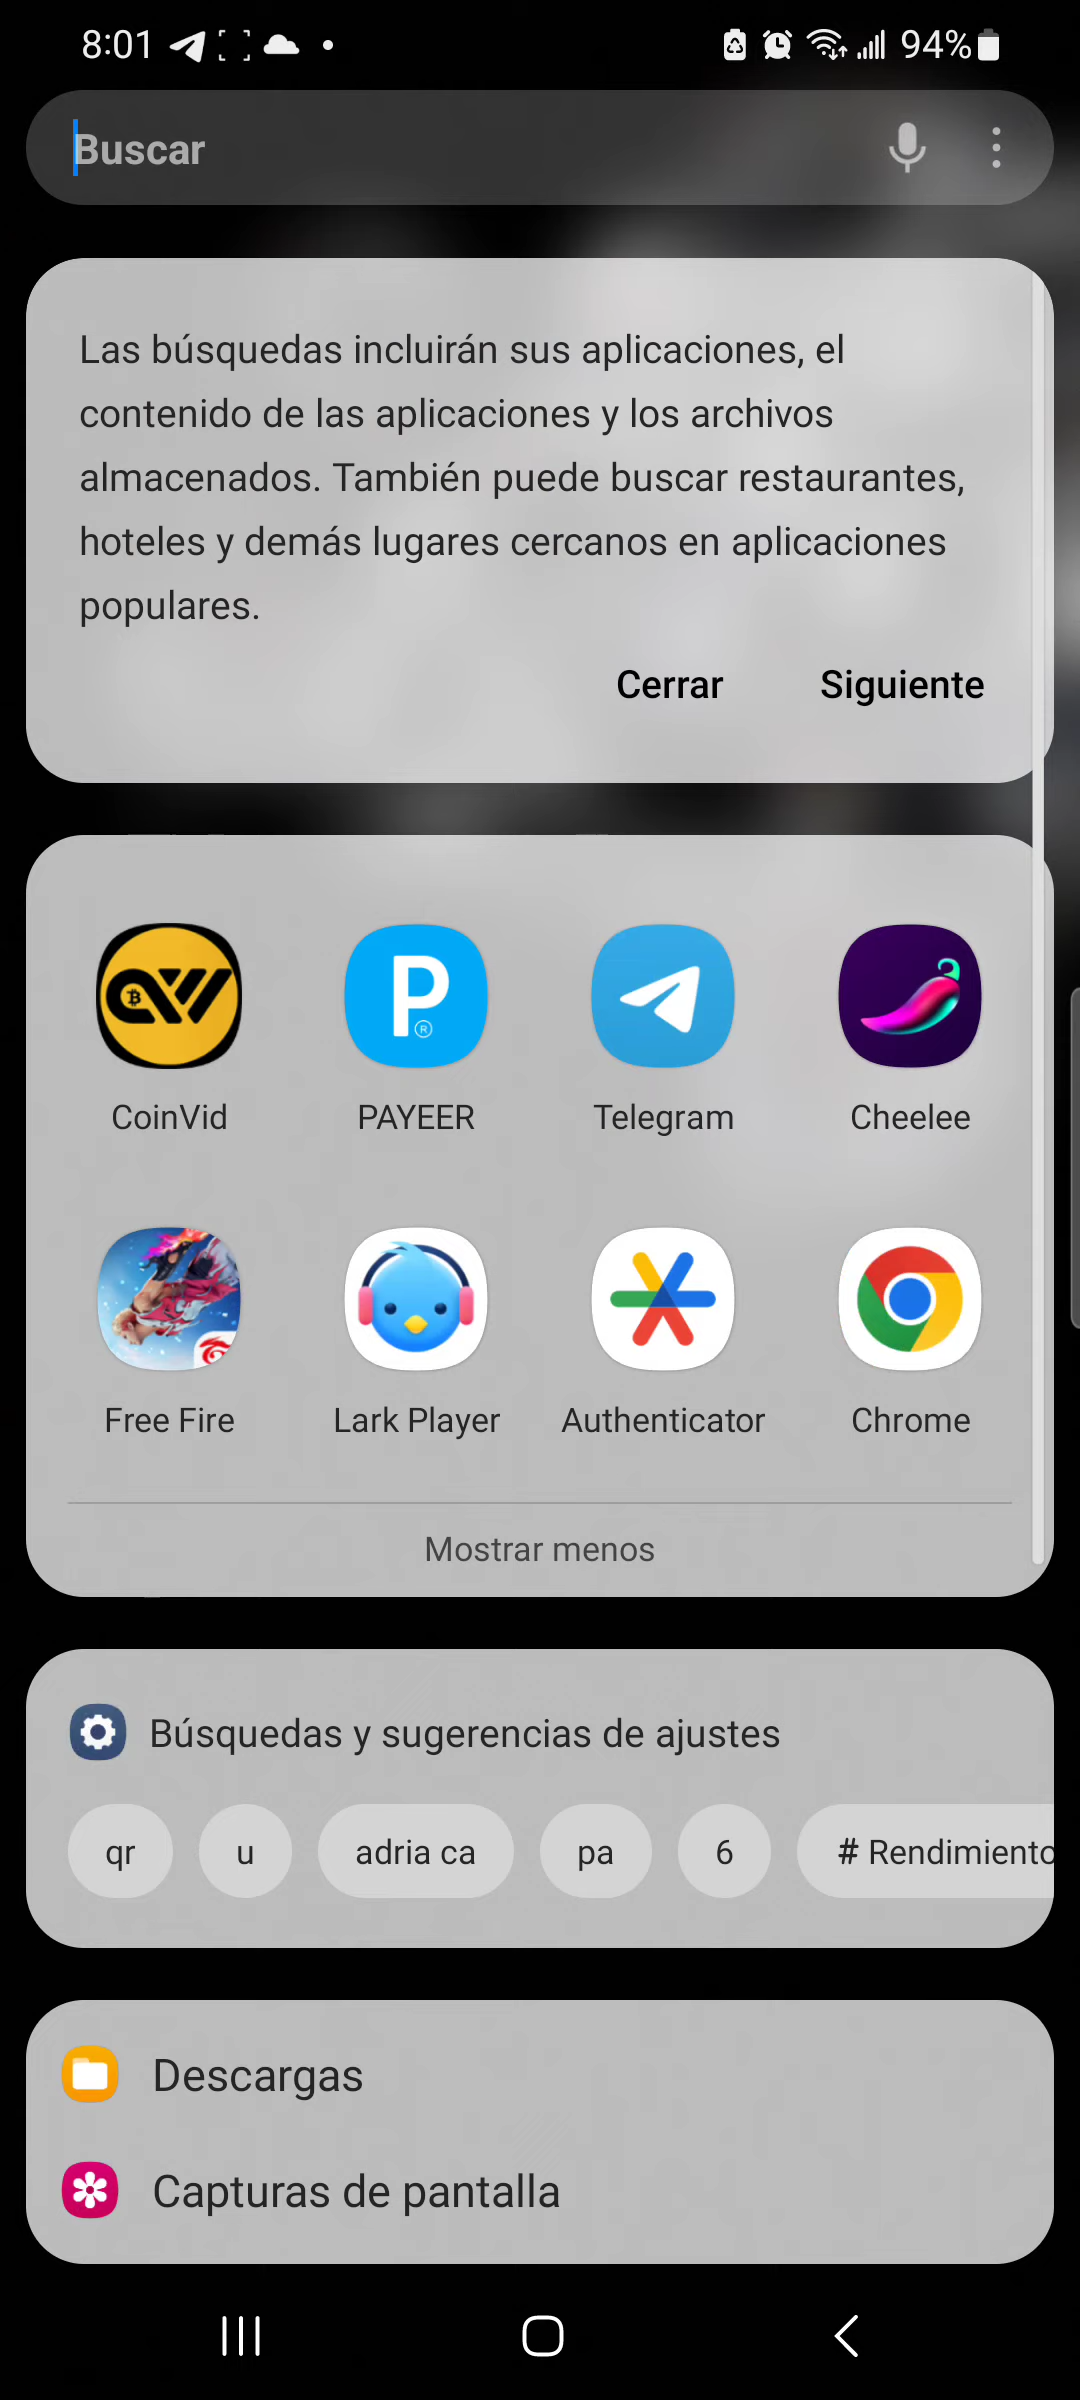 8:01
94%
Buscar
Las búsquedas incluirán sus aplicaciones, el
contenido de las aplicaciones y los archivos
almacenados. También puede buscar restaurantes,
hoteles y demás lugares cercanos en aplicaciones
populares.
Cerrar Siguiente
P
®
CoinVid PAYEER Telegram Cheelee
Free Fire Lark Player Authenticator Chrome
Mostrar menos
Búsquedas y sugerencias de ajustes
qr u adria ca pa 6 # Rendimiento
Descargas
Capturas de pantalla